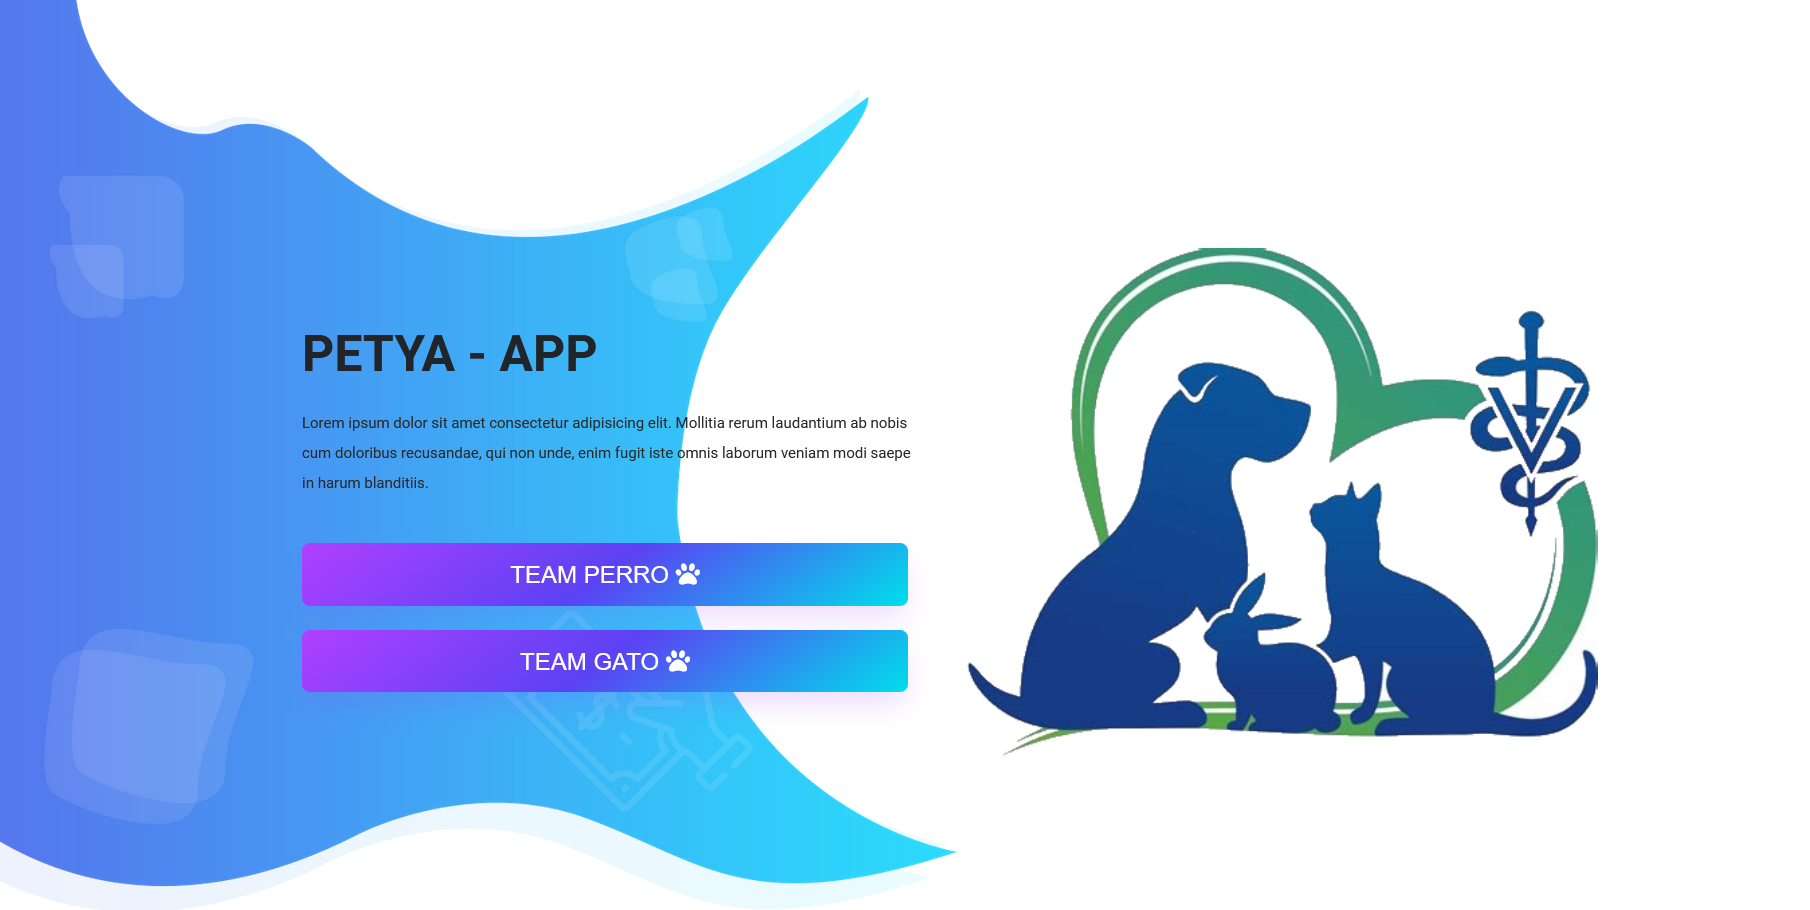 PETYA - APP
Lorem ipsum dolor sit amet consectetur adipisicing elit. Mollitia rerum laudantium ab nobis
cum doloribus recusandae, qui non unde, enim fugit iste omnis laborum veniam modi saepe
in harum blanditiis.
TEAM PERRO
TEAM GATO
V